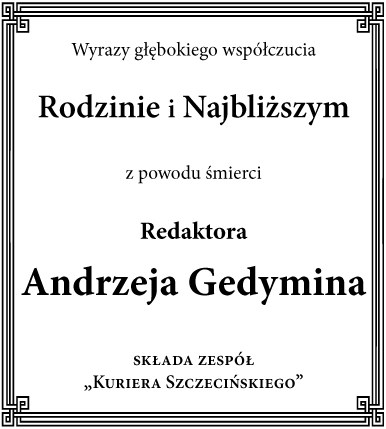 Wyrazy głębokiego współczucia
Rodzinie i Najbliższym
z powodu śmierci
Redaktora
Andrzeja Gedymina
SKŁADA ZESPÓŁ
„KURIERA SZCZECIŃSKIEGO”